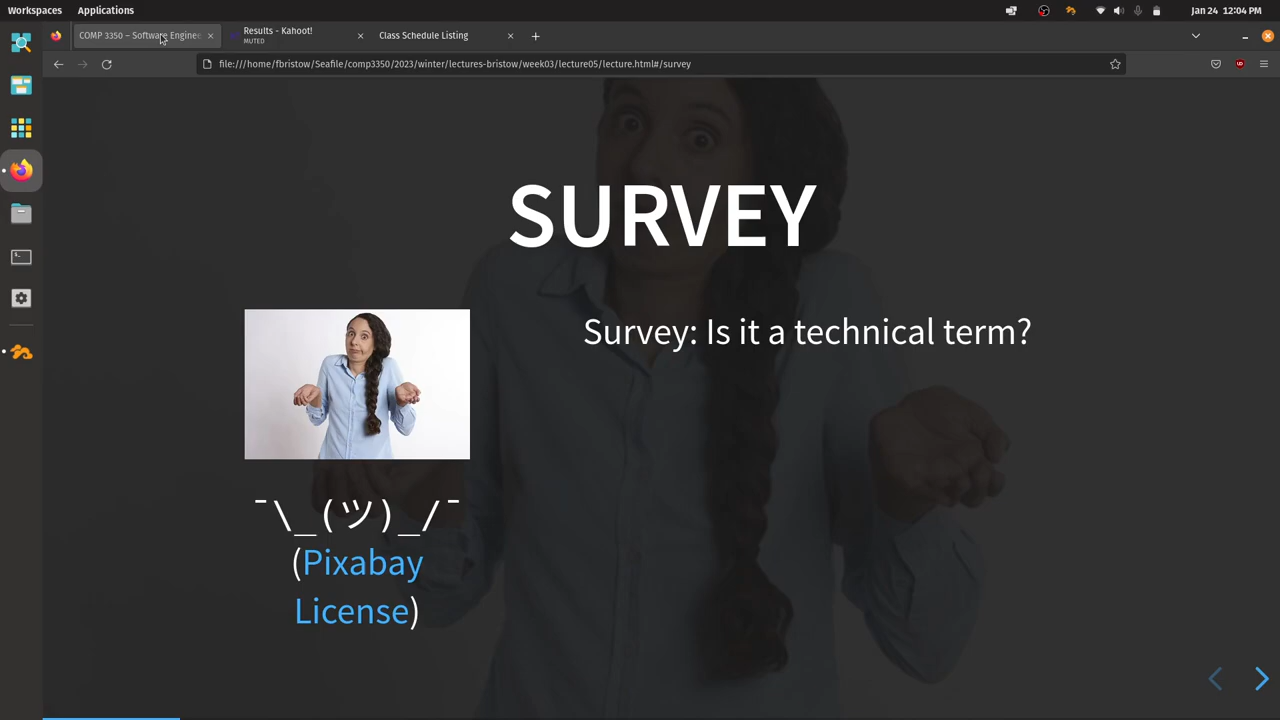 Workspaces Applications Jan 24 12:04 PM
COMP 3350 – Software Enginee Results - Kahoot! Class Schedule Listing
MUTED
file:///home/fbristow/Seafile/comp3350/2023/winter/lectures-bristow/week03/lecture05/lecture.html#/survey
SURVEY
Survey: Is it a technical term?
¯\_(ツ)_/¯
(Pixabay
License)